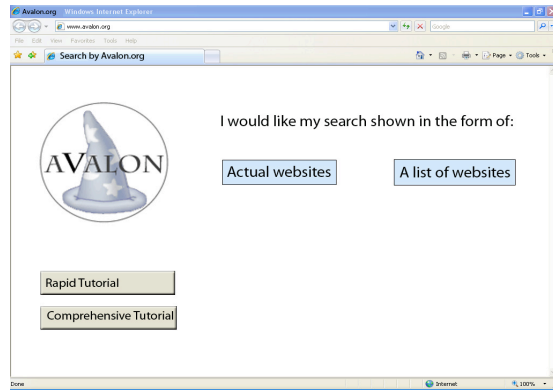 Avalon.org Windows Internet Explorer
www.avalon.org
Google
File Edit View Favorites Tools Help
Search by Avalon.org
Page Tools
I would like my search shown in the form of:
AVALON
Actual websites A list of websites
Rapid Tutorial
Comprehensive Tutorial
Done Internet 100%